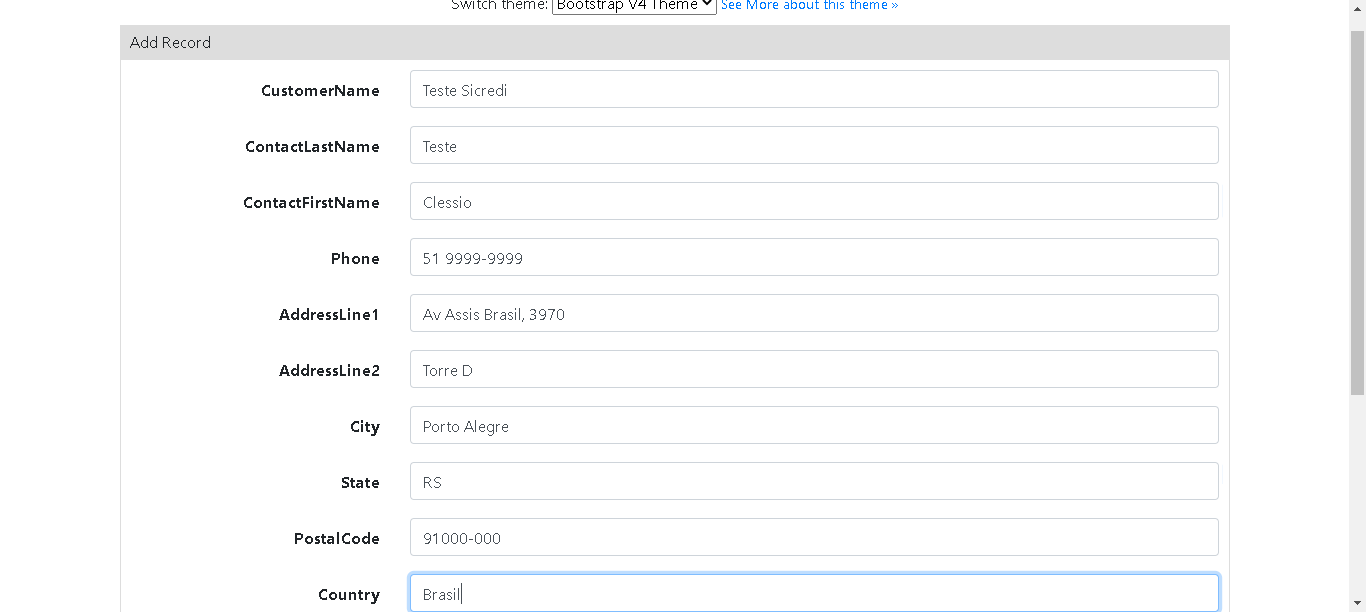 Switch theme: Bootstrap V4 Theme See More about this theme »
Add Record
CustomerName Teste Sicredi
ContactLastName Teste
ContactFirstName Clessio
Phone 51 9999-9999
AddressLine1 Av Assis Brasil, 3970
AddressLine2 Torre D
City Porto Alegre
State RS
PostalCode 91000-000
Country Brasil